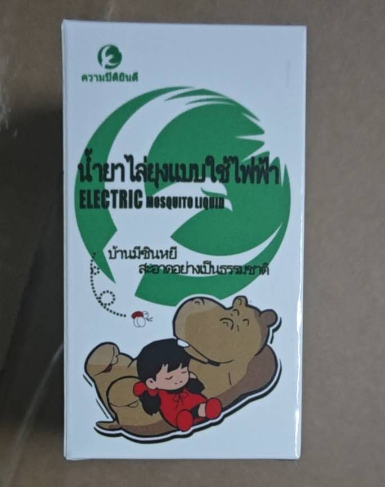 ความปีติยินดี
น้ำยาไล่ยุงแบบใช้ไฟฟ้า
ELECTRIC MOSQUITO LIQUID
บ้านมีซินหยี
สะอาดอย่างเป็นธรรมชาติ